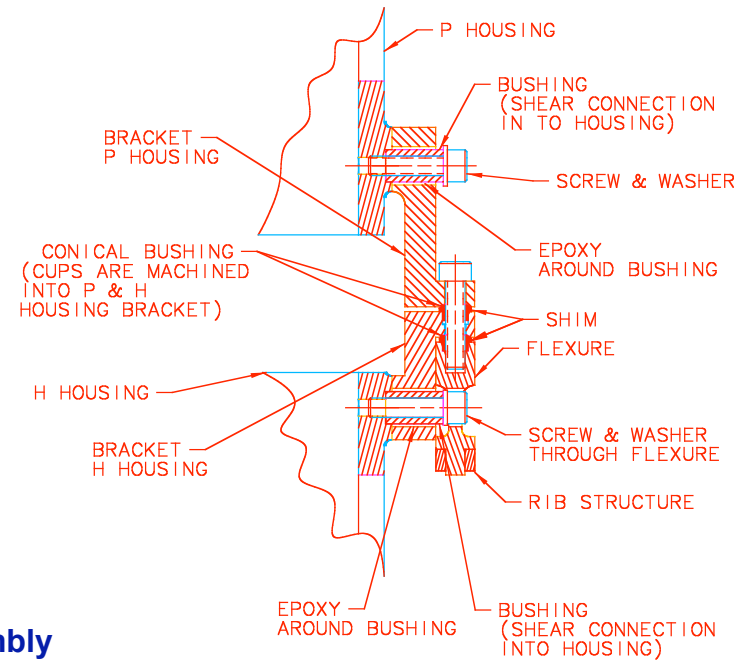 P HOUSING
BUSHING
(SHEAR CONNECTION
IN TO HOUSING)
BRACKET
P HOUSING
SCREW & WASHER
EPOXY
AROUND BUSHING
CONICAL BUSHING
(CUPS ARE MACHINED
INTO P & H
HOUSING BRACKET)
SHIM
FLEXURE
H HOUSING
BRACKET
H HOUSING
SCREW & WASHER
THROUGH FLEXURE
RIB STRUCTURE
EPOXY
AROUND BUSHING
BUSHING
(SHEAR CONNECTION
INTO HOUSING)
mbly